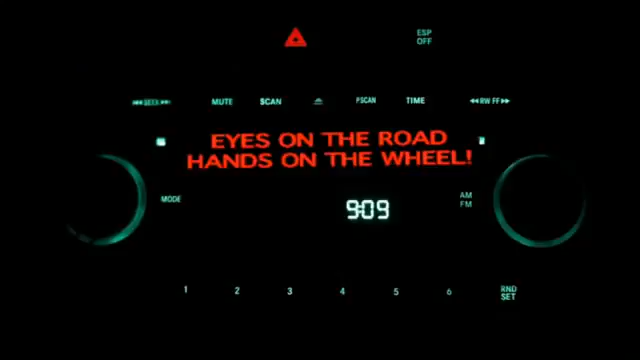 ESP
OFF
SEEK
MUTE
SCAN
PSCAN
TIME
RW FF
EYES ON THE ROAD
HANDS ON THE WHEEL!
MODE
9:09
AM
FM
1
2
3
4
5
6
RND
SET